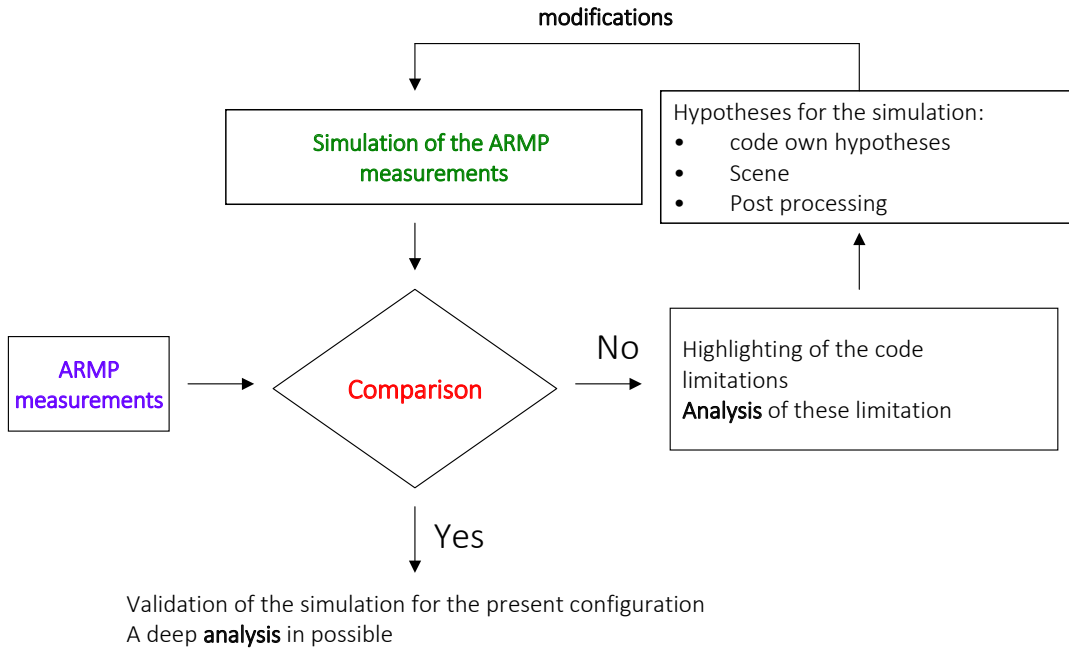 modifications
Simulation of the ARMP
measurements
Hypotheses for the simulation:
• code own hypotheses
• Scene
• Post processing
ARMP
measurements
Comparison
No
Highlighting of the code
limitations
Analysis of these limitation
Yes
Validation of the simulation for the present configuration
A deep analysis in possible